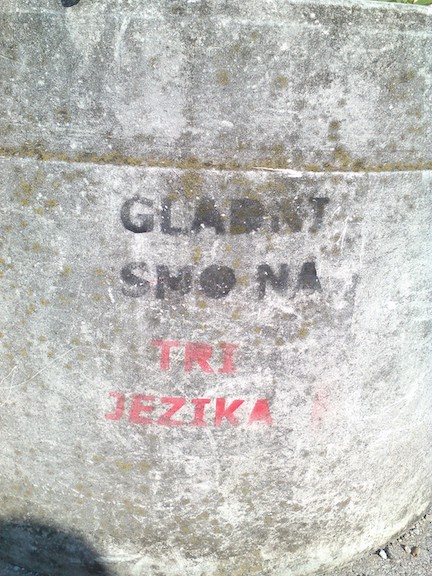 GLADNI
SMO NA
TRI
JEZIKA !